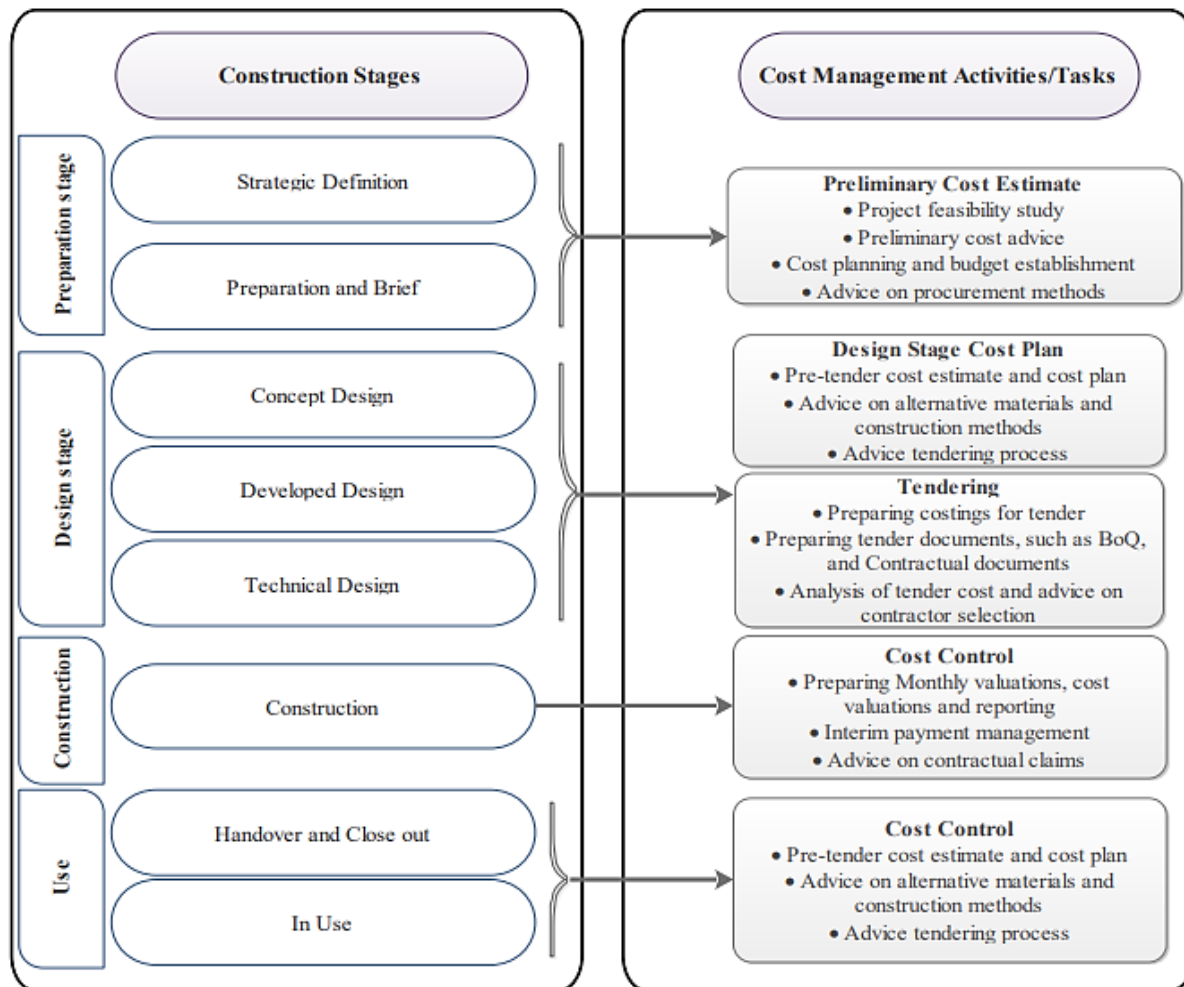 Construction Stages
Cost Management Activities/Tasks
Preparation stage
Strategic Definition
Preparation and Brief
Preliminary Cost Estimate
• Project feasibility study
• Preliminary cost advice
• Cost planning and budget establishment
• Advice on procurement methods
Design stage
Concept Design
Developed Design
Technical Design
Design Stage Cost Plan
• Pre-tender cost estimate and cost plan
• Advice on alternative materials and
construction methods
• Advice tendering process
Tendering
• Preparing costings for tender
• Preparing tender documents, such as BoQ,
and Contractual documents
• Analysis of tender cost and advice on
contractor selection
Construction
Construction
Cost Control
• Preparing Monthly valuations, cost
valuations and reporting
• Interim payment management
• Advice on contractual claims
Use
Handover and Close out
In Use
Cost Control
• Pre-tender cost estimate and cost plan
• Advice on alternative materials and
construction methods
• Advice tendering process